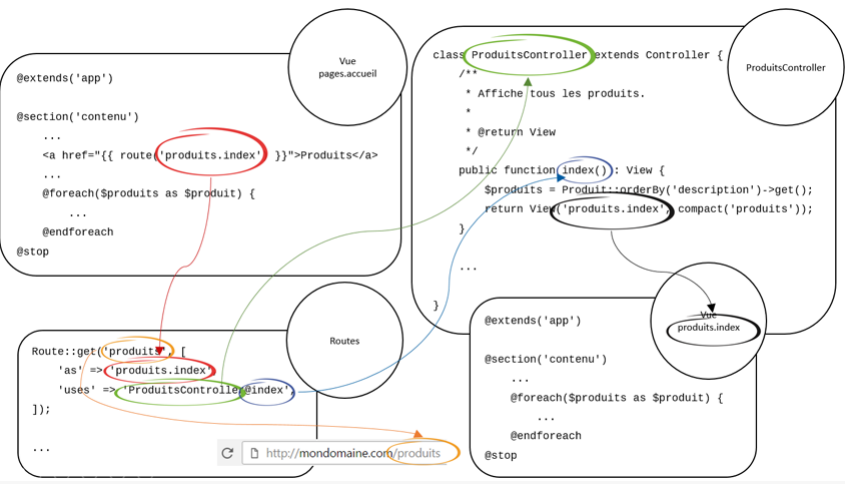 Vue
pages.accueil
@extends('app')
@section('contenu')
...
<a href="{{ route('produits.index') }}">Produits</a>
...
@foreach($produits as $produit) {
...
@endforeach
@stop
ProduitsController
class ProduitsController extends Controller {
/**
* Affiche tous les produits.
*
* @return View
*/
public function index(): View {
$produits = Produit::orderBy('description')->get();
return View('produits.index', compact('produits'));
}
...
}
Routes
Route::get('produits', [
'as' => 'produits.index',
'uses' => 'ProduitsController@index',
]);
...
http://mondomaine.com/produits
Vue
produits.index
@extends('app')
@section('contenu')
...
@foreach($produits as $produit) {
...
@endforeach
@stop